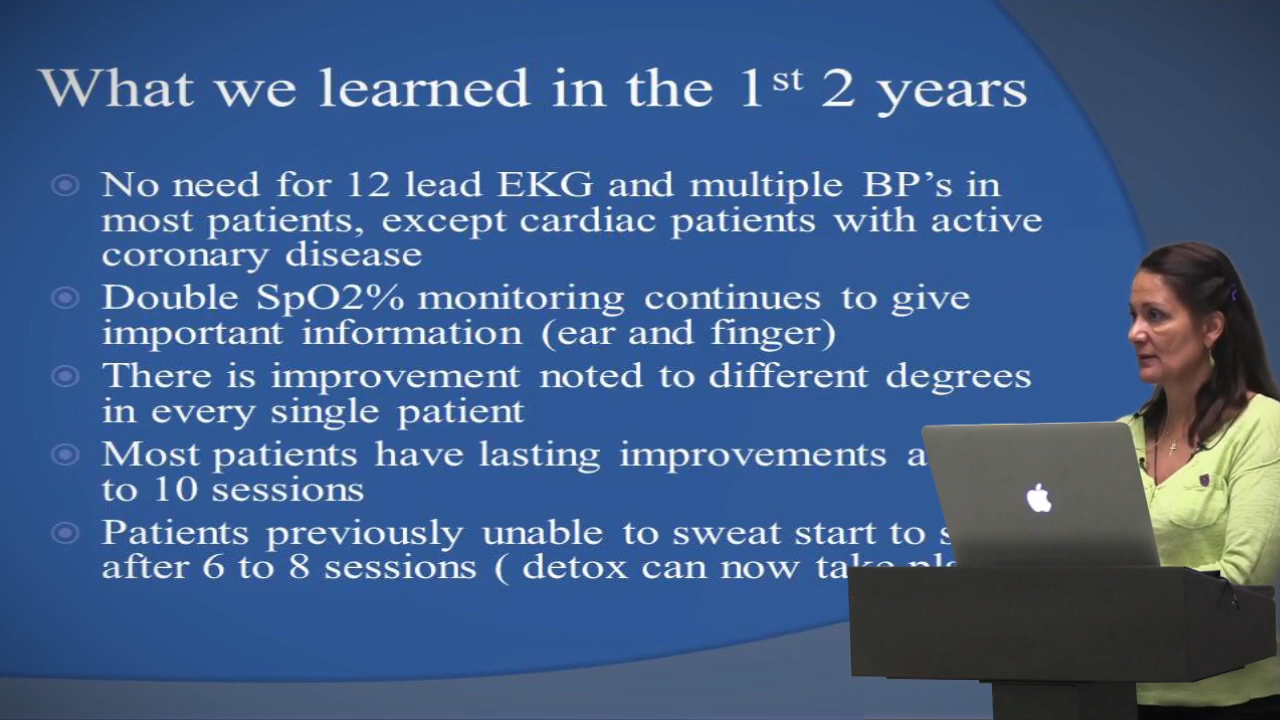 What we learned in the 1st 2 years
No need for 12 lead EKG and multiple BP's in
most patients, except cardiac patients with active
coronary disease
Double SpO2% monitoring continues to give
important information (ear and finger)
There is improvement noted to different degrees
in every single patient
Most patients have lasting improvements
to 10 sessions
Patients previously unable to sweat start to
after 6 to 8 sessions ( detox can now take